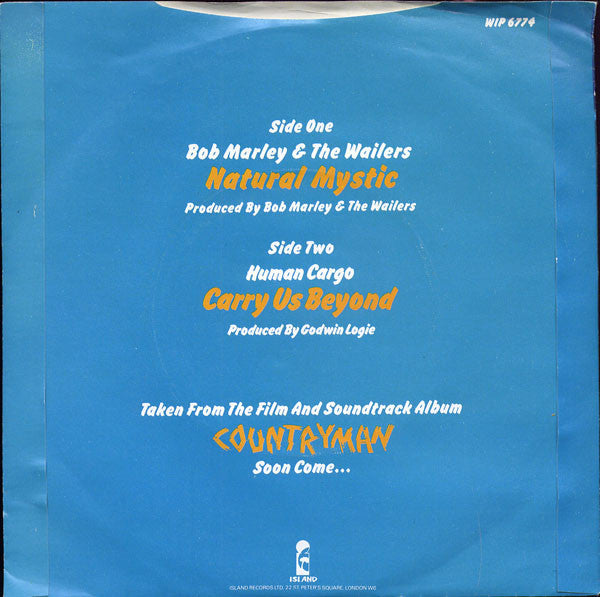 WIP 6774
Side One
Bob Marley & The Wailers
Natural Mystic
Produced By Bob Marley & The Wailers
Side Two
Human Cargo
Carry Us Beyond
Produced By Godwin Logie
Taken From The Film And Soundtrack Album
COUNTRYMAN
Soon Come...
ISLAND
ISLAND RECORDS LTD, 22 ST. PETER'S SQUARE, LONDON W6